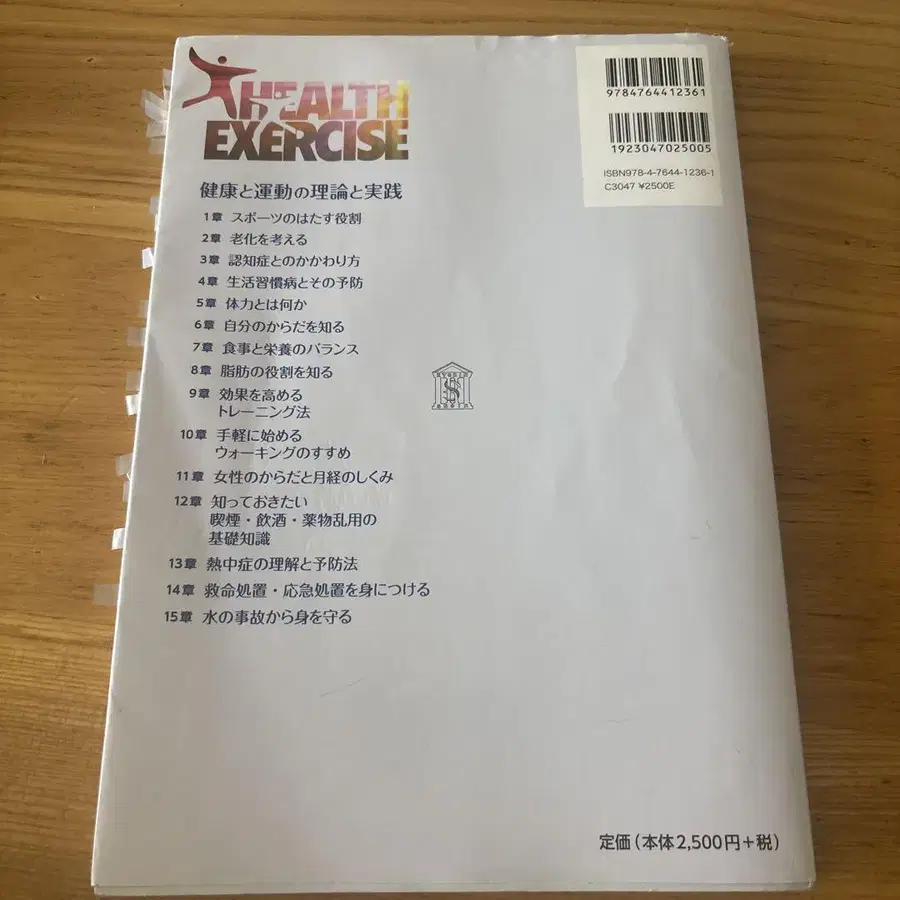 HEALTH
EXERCISE
健康と運動の理論と実践
1章 スポーツのはたす役割
2章 老化を考える
3章 認知症とのかかわり方
4章 生活習慣病とその予防
5章 体力とは何か
6章 自分のからだを知る
7章 食事と栄養のバランス
8章 脂肪の役割を知る
9章 効果を高める
トレーニング法
10章 手軽に始める
ウォーキングのすすめ
11章 女性のからだと月経のしくみ
12章 知っておきたい
喫煙・飲酒・薬物乱用の
基礎知識
13章 熱中症の理解と予防法
14章 救命処置・応急処置を身につける
15章 水の事故から身を守る
9784764412361
1923047025005
ISBN978-4-7644-1236-1
C3047 ¥2500E
定価(本体2,500円+税)